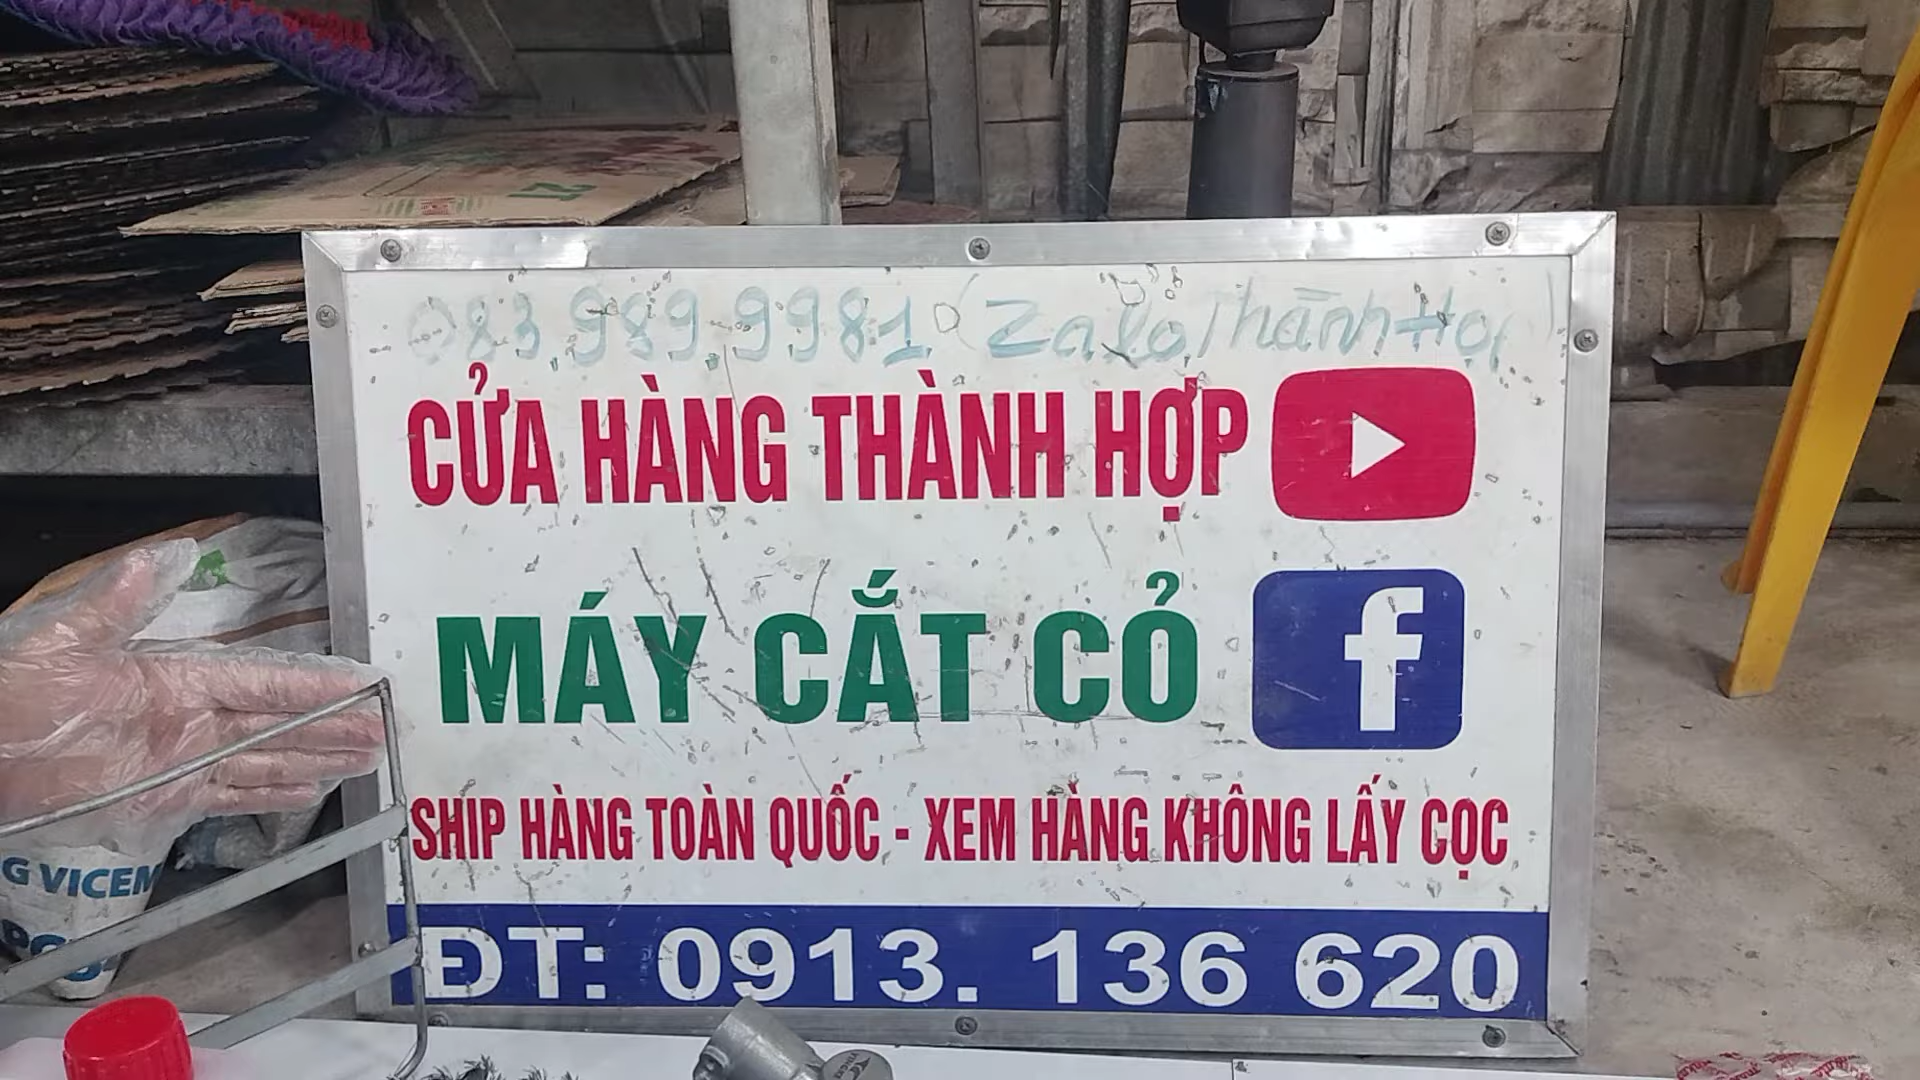 083.989.9981 (Zalo Thành Hợp)
CỬA HÀNG THÀNH HỢP
MÁY CẮT CỎ
f
SHIP HÀNG TOÀN QUỐC - XEM HÀNG KHÔNG LẤY CỌC
ĐT: 0913. 136 620
G VICEM